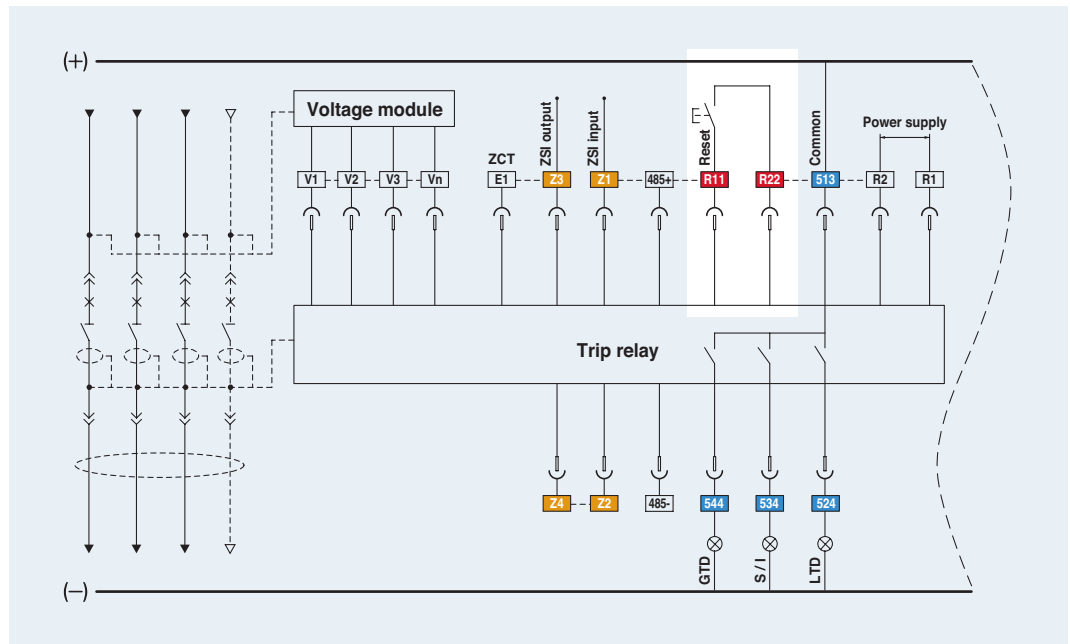 (+)
Voltage module
ZCT
ZSI output
ZSI input
Reset
Common
Power supply
V1 V2 V3 Vn E1 Z3 Z1 485+ R11 R22 513 R2 R1
Trip relay
Z4 Z2 485- 544 534 524
GTD
S / I
LTD
(—)